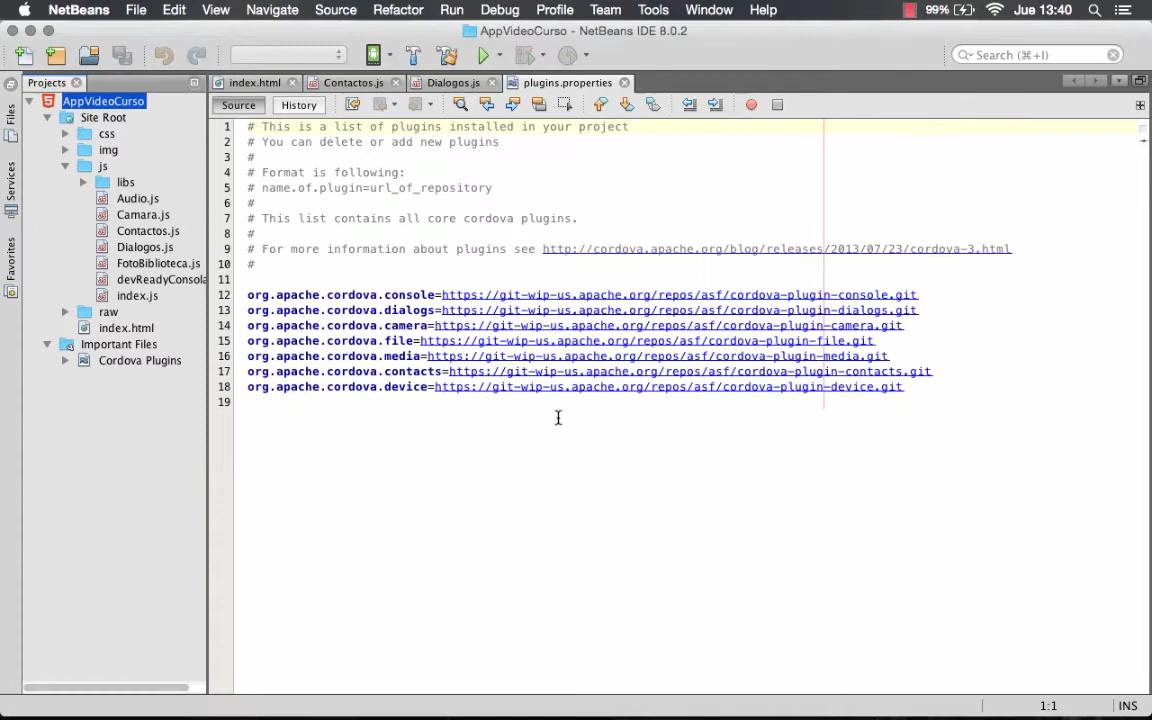 NetBeans File Edit View Navigate Source Refactor Run Debug Profile Team Tools Window Help 99% Jue 13:40
AppVideoCurso - NetBeans IDE 8.0.2
Search (⌘+I)
Projects
index.html
Contactos.js
Dialogos.js
plugins.properties
Source
History
Files
Services
Favorites
AppVideoCurso
Site Root
css
img
js
libs
Audio.js
Camara.js
Contactos.js
Dialogos.js
FotoBiblioteca.js
devReadyConsola
index.js
raw
index.html
Important Files
Cordova Plugins
1 # This is a list of plugins installed in your project
2 # You can delete or add new plugins
3 #
4 # Format is following:
5 # name.of.plugin=url_of_repository
6 #
7 # This list contains all core cordova plugins.
8 #
9 # For more information about plugins see http://cordova.apache.org/blog/releases/2013/07/23/cordova-3.html
10 #
11
12 org.apache.cordova.console=https://git-wip-us.apache.org/repos/asf/cordova-plugin-console.git
13 org.apache.cordova.dialogs=https://git-wip-us.apache.org/repos/asf/cordova-plugin-dialogs.git
14 org.apache.cordova.camera=https://git-wip-us.apache.org/repos/asf/cordova-plugin-camera.git
15 org.apache.cordova.file=https://git-wip-us.apache.org/repos/asf/cordova-plugin-file.git
16 org.apache.cordova.media=https://git-wip-us.apache.org/repos/asf/cordova-plugin-media.git
17 org.apache.cordova.contacts=https://git-wip-us.apache.org/repos/asf/cordova-plugin-contacts.git
18 org.apache.cordova.device=https://git-wip-us.apache.org/repos/asf/cordova-plugin-device.git
19
1:1 INS